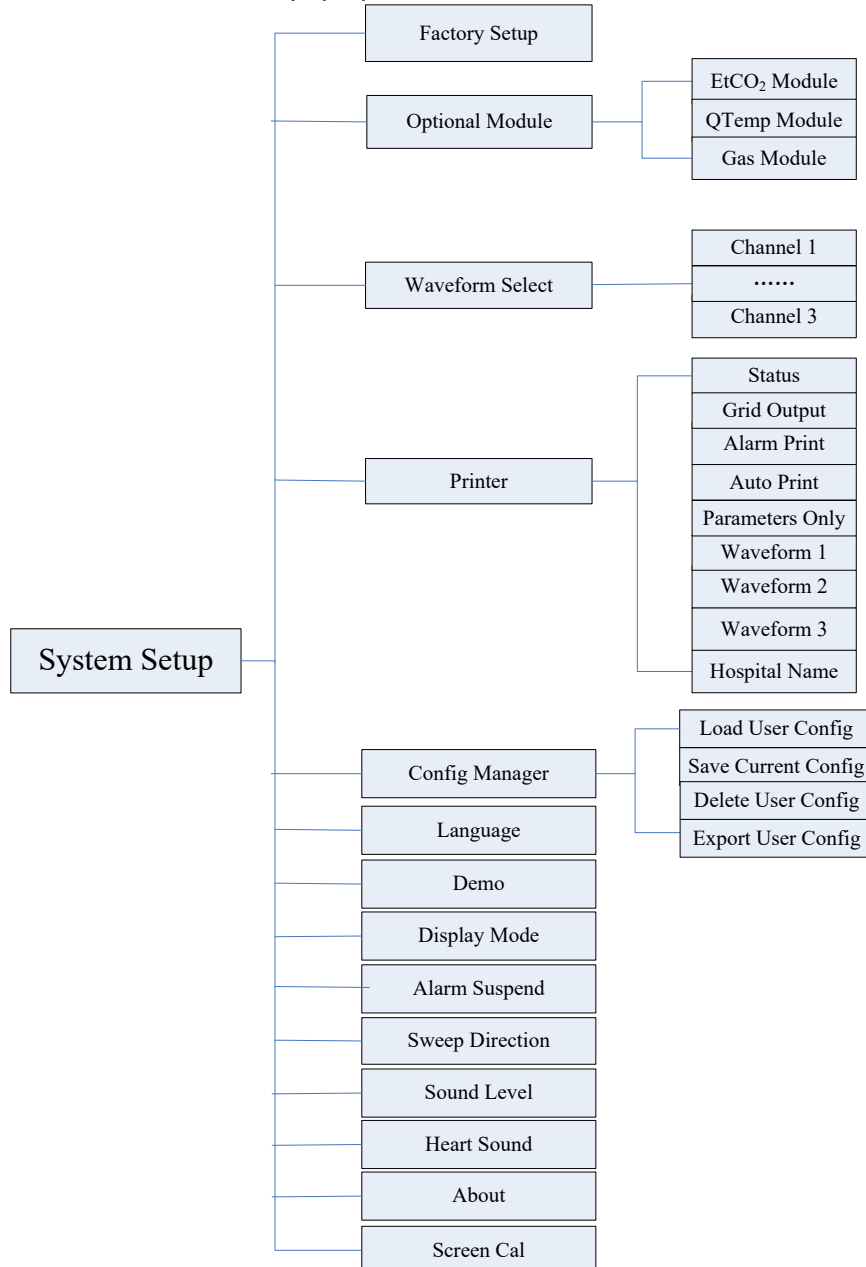 Factory Setup
Optional Module
EtCO₂ Module
QTemp Module
Gas Module
Waveform Select
Channel 1
……
Channel 3
Printer
Status
Grid Output
Alarm Print
Auto Print
Parameters Only
Waveform 1
Waveform 2
Waveform 3
Hospital Name
System Setup
Config Manager
Load User Config
Save Current Config
Delete User Config
Export User Config
Language
Demo
Display Mode
Alarm Suspend
Sweep Direction
Sound Level
Heart Sound
About
Screen Cal